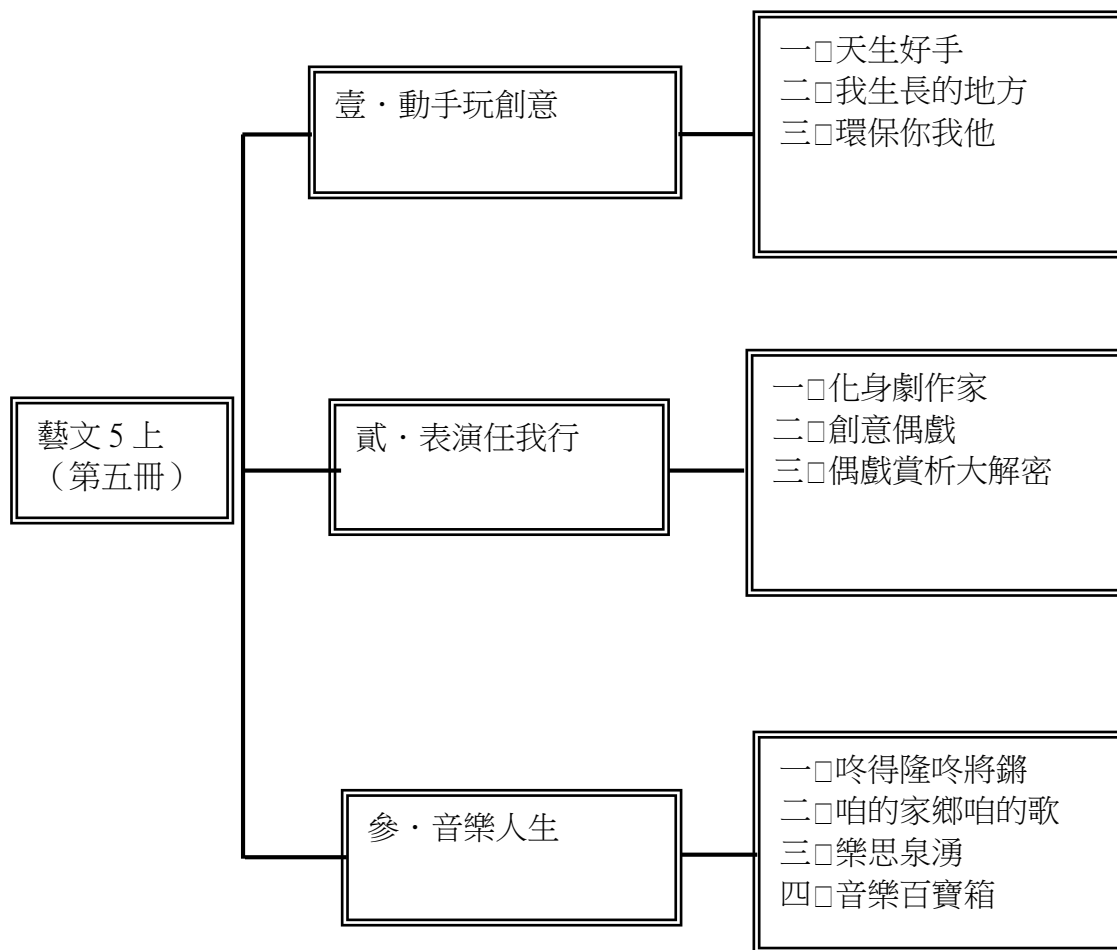 藝文 5 上
（第五冊）
壹．動手玩創意
一□天生好手
二□我生長的地方
三□環保你我他
貳．表演任我行
一□化身劇作家
二□創意偶戲
三□偶戲賞析大解密
參．音樂人生
一□咚得隆咚將鏘
二□咱的家鄉咱的歌
三□樂思泉湧
四□音樂百寶箱